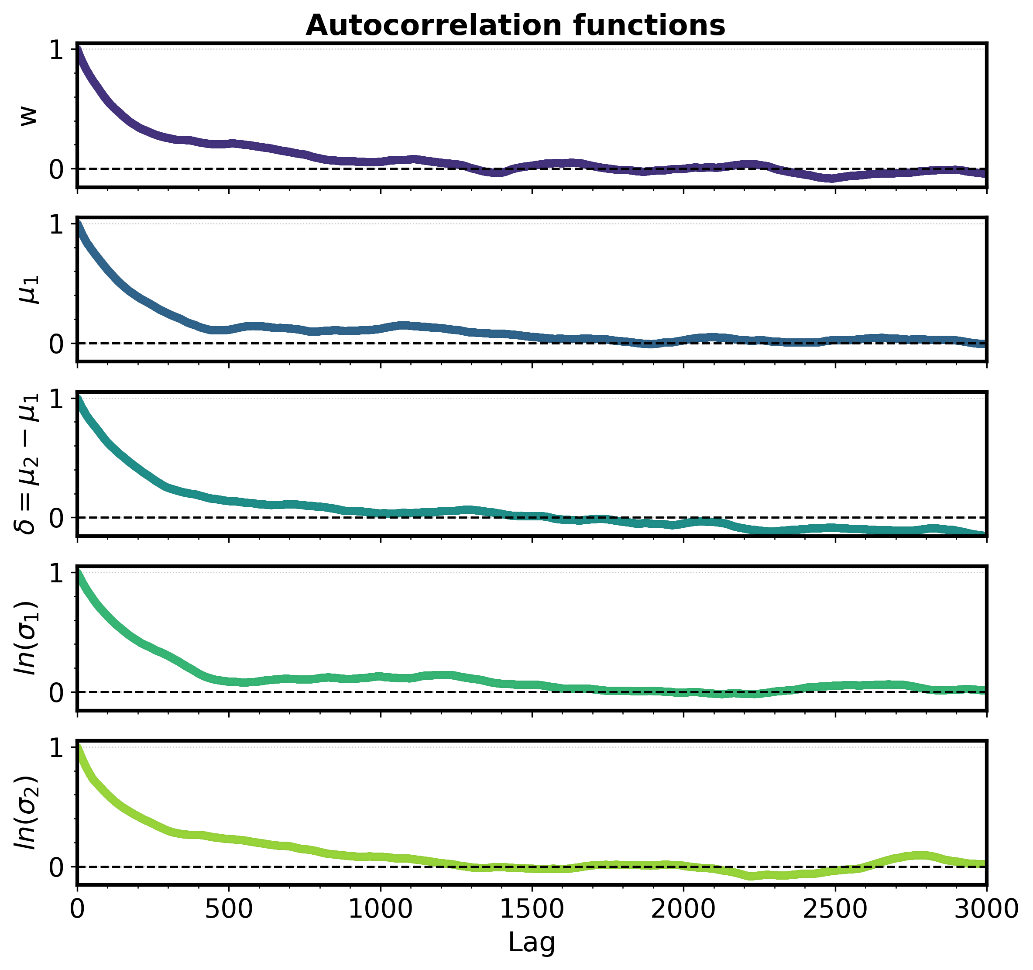 Autocorrelation functions
1
w
0
1
μ₁
0
1
δ = μ₂ − μ₁
0
1
ln(σ₁)
0
1
ln(σ₂)
0
0 500 1000 1500 2000 2500 3000
Lag